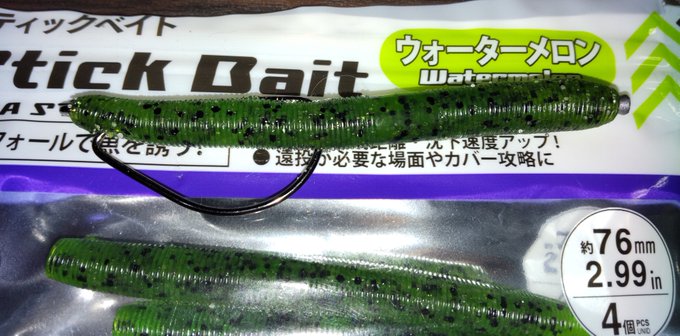 ティックベイト
Stick Bait
ウォーターメロン
Watermelon
フォールで魚を誘う!
沈下速度アップ!
● 遠投が必要な場面やカバー攻略に
約76mm
2.99in
4個 PCS
UNID